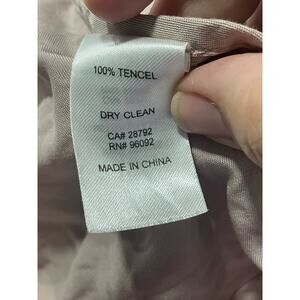 100% TENCEL
DRY CLEAN
CA# 28792
RN# 96092
MADE IN CHINA